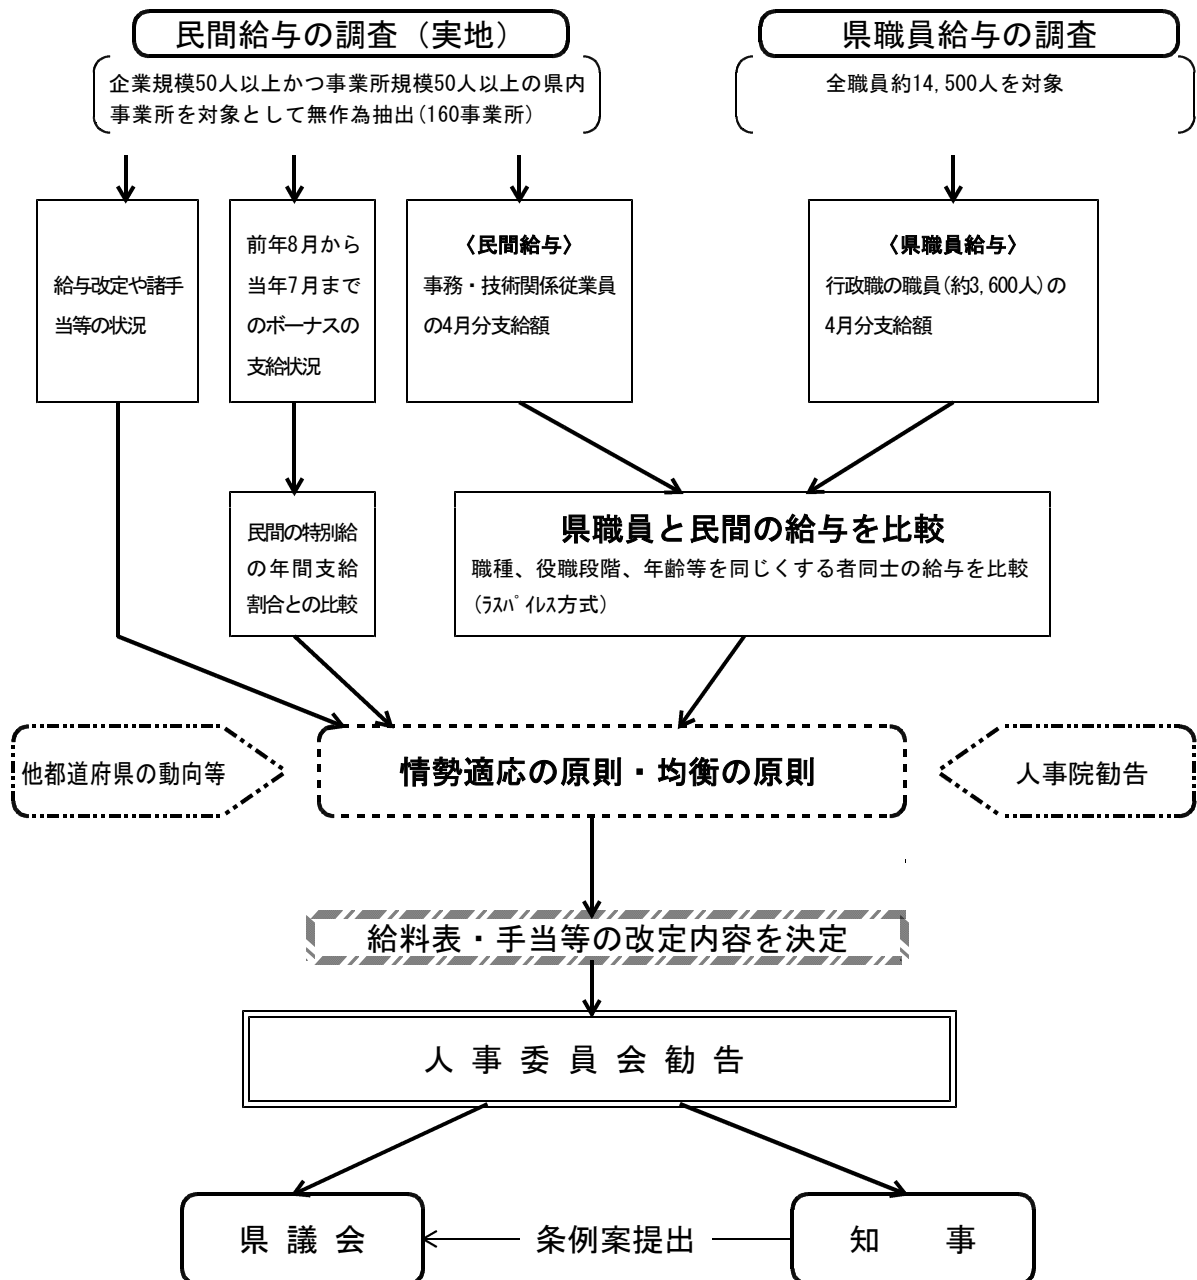 民間給与の調査（実地）
県職員給与の調査
企業規模50人以上かつ事業所規模50人以上の県内
事業所を対象として無作為抽出(160事業所)
全職員約14,500人を対象
給与改定や諸手
当等の状況
前年8月から
当年7月まで
のボーナスの
支給状況
〈民間給与〉
事務・技術関係従業員
の4月分支給額
〈県職員給与〉
行政職の職員(約3,600人)の
4月分支給額
民間の特別給
の年間支給
割合との比較
県職員と民間の給与を比較
職種、役職段階、年齢等を同じくする者同士の給与を比較
(ﾗｽﾊﾟｲﾚｽ方式)
他都道府県の動向等
情勢適応の原則・均衡の原則
人事院勧告
給料表・手当等の改定内容を決定
人事委員会勧告
県議会
条例案提出
知　事